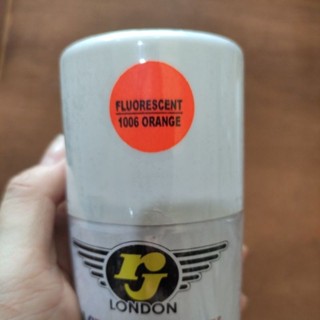 FLUORESCENT
1006 ORANGE
rj
LONDON